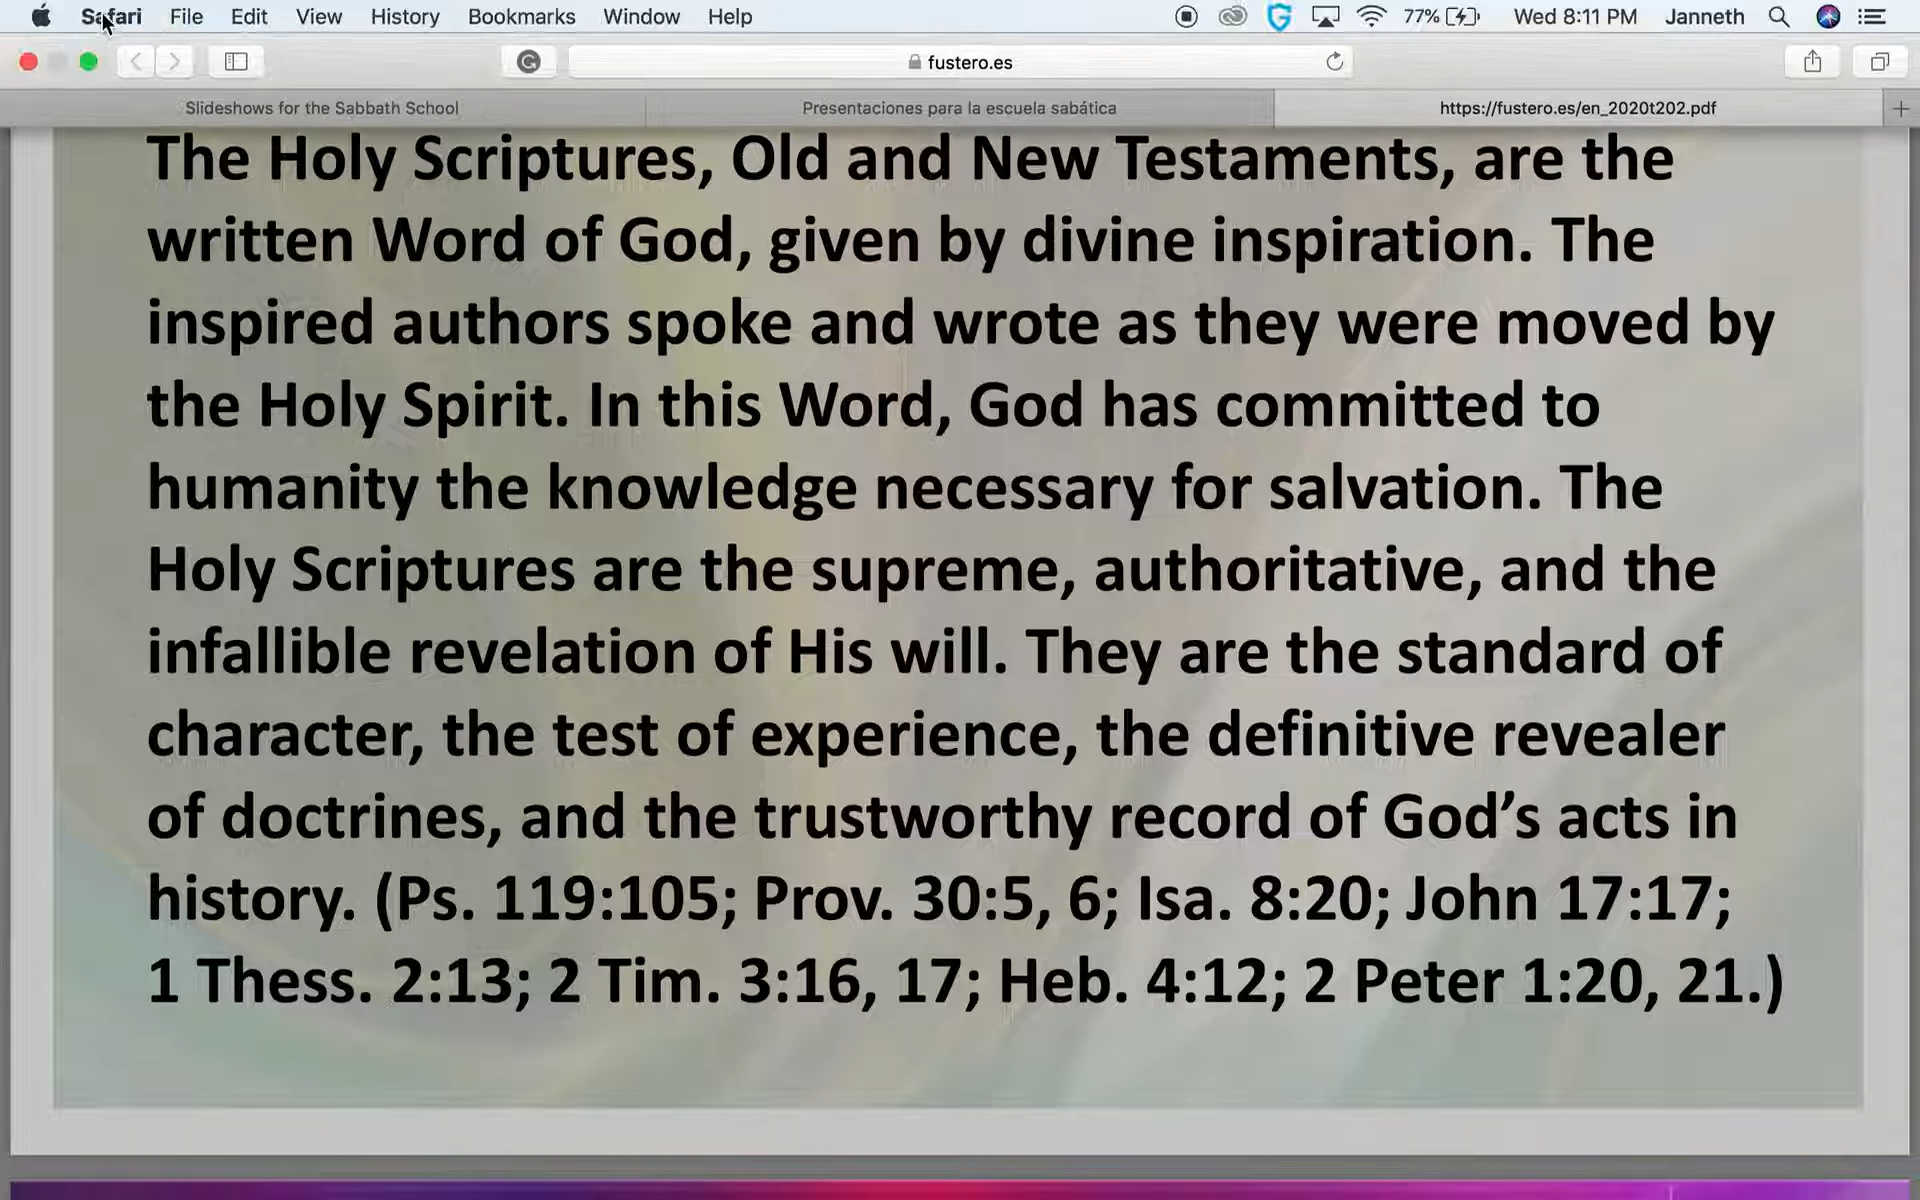 Safari File Edit View History Bookmarks Window Help 77% Wed 8:11 PM Janneth
fustero.es
Slideshows for the Sabbath School Presentaciones para la escuela sabática https://fustero.es/en_2020t202.pdf
The Holy Scriptures, Old and New Testaments, are the
written Word of God, given by divine inspiration. The
inspired authors spoke and wrote as they were moved by
the Holy Spirit. In this Word, God has committed to
humanity the knowledge necessary for salvation. The
Holy Scriptures are the supreme, authoritative, and the
infallible revelation of His will. They are the standard of
character, the test of experience, the definitive revealer
of doctrines, and the trustworthy record of God’s acts in
history. (Ps. 119:105; Prov. 30:5, 6; Isa. 8:20; John 17:17;
1 Thess. 2:13; 2 Tim. 3:16, 17; Heb. 4:12; 2 Peter 1:20, 21.)